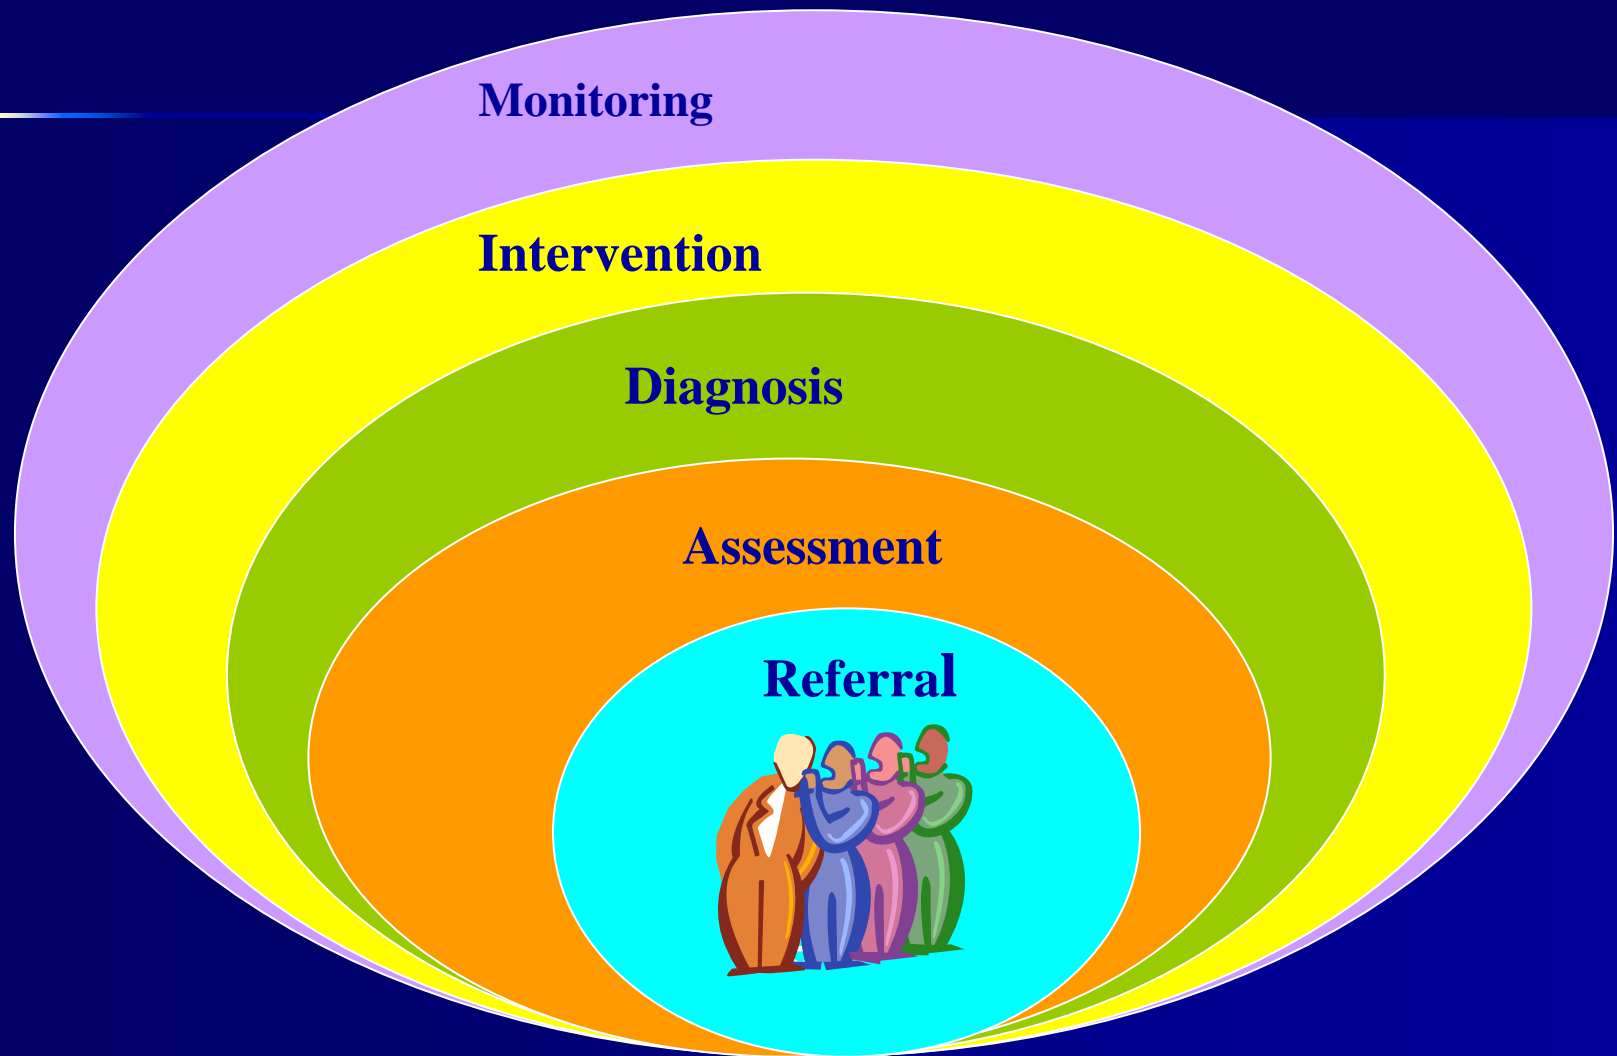 Monitoring
Intervention
Diagnosis
Assessment
Referral